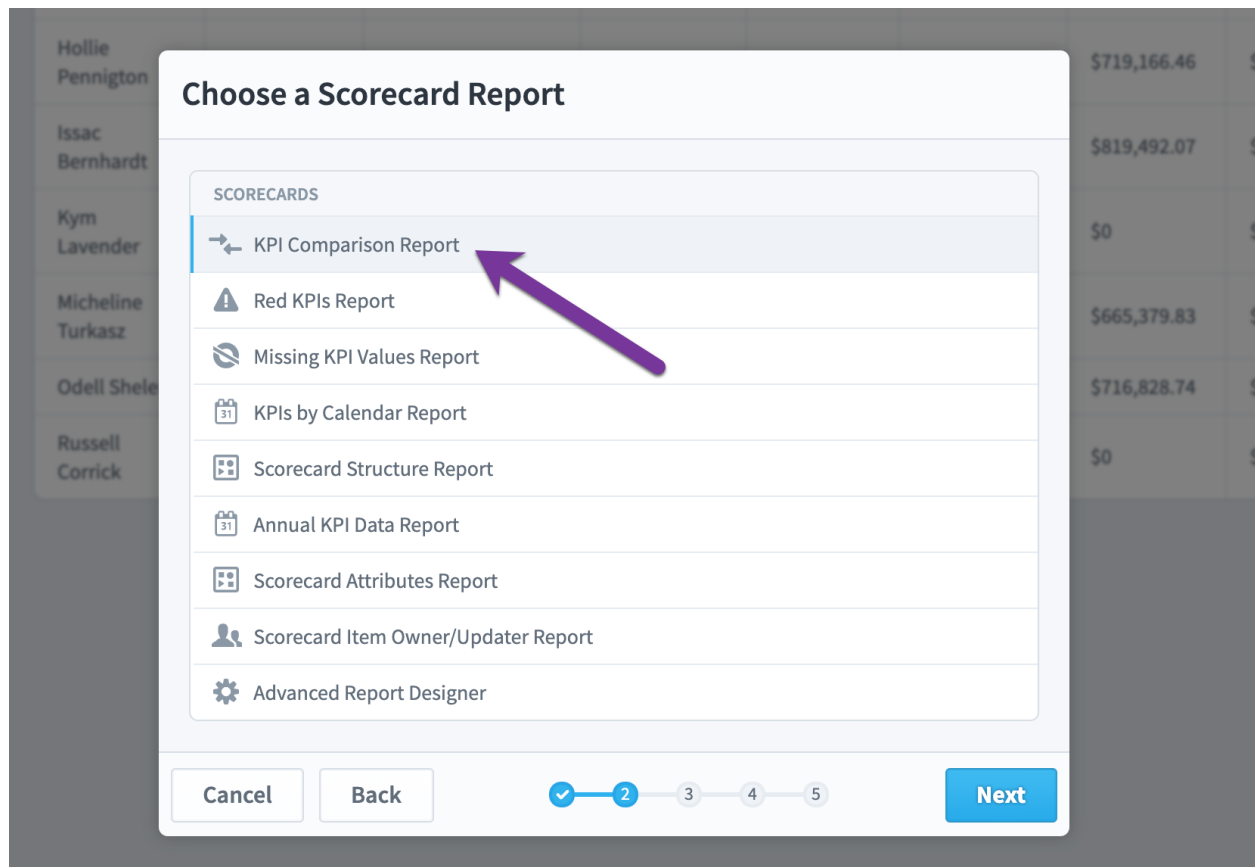 Hollie
Pennigton
$719,166.46
Choose a Scorecard Report
Issac
Bernhardt
$819,492.07
SCORECARDS
Kym
Lavender
$0
KPI Comparison Report
Red KPIs Report
Micheline
Turkasz
$665,379.83
Missing KPI Values Report
Odell Shele
$716,828.74
KPIs by Calendar Report
31
Russell
Corrick
$0
Scorecard Structure Report
31
Annual KPI Data Report
Scorecard Attributes Report
Scorecard Item Owner/Updater Report
Advanced Report Designer
Cancel
Back
2
3
4
5
Next